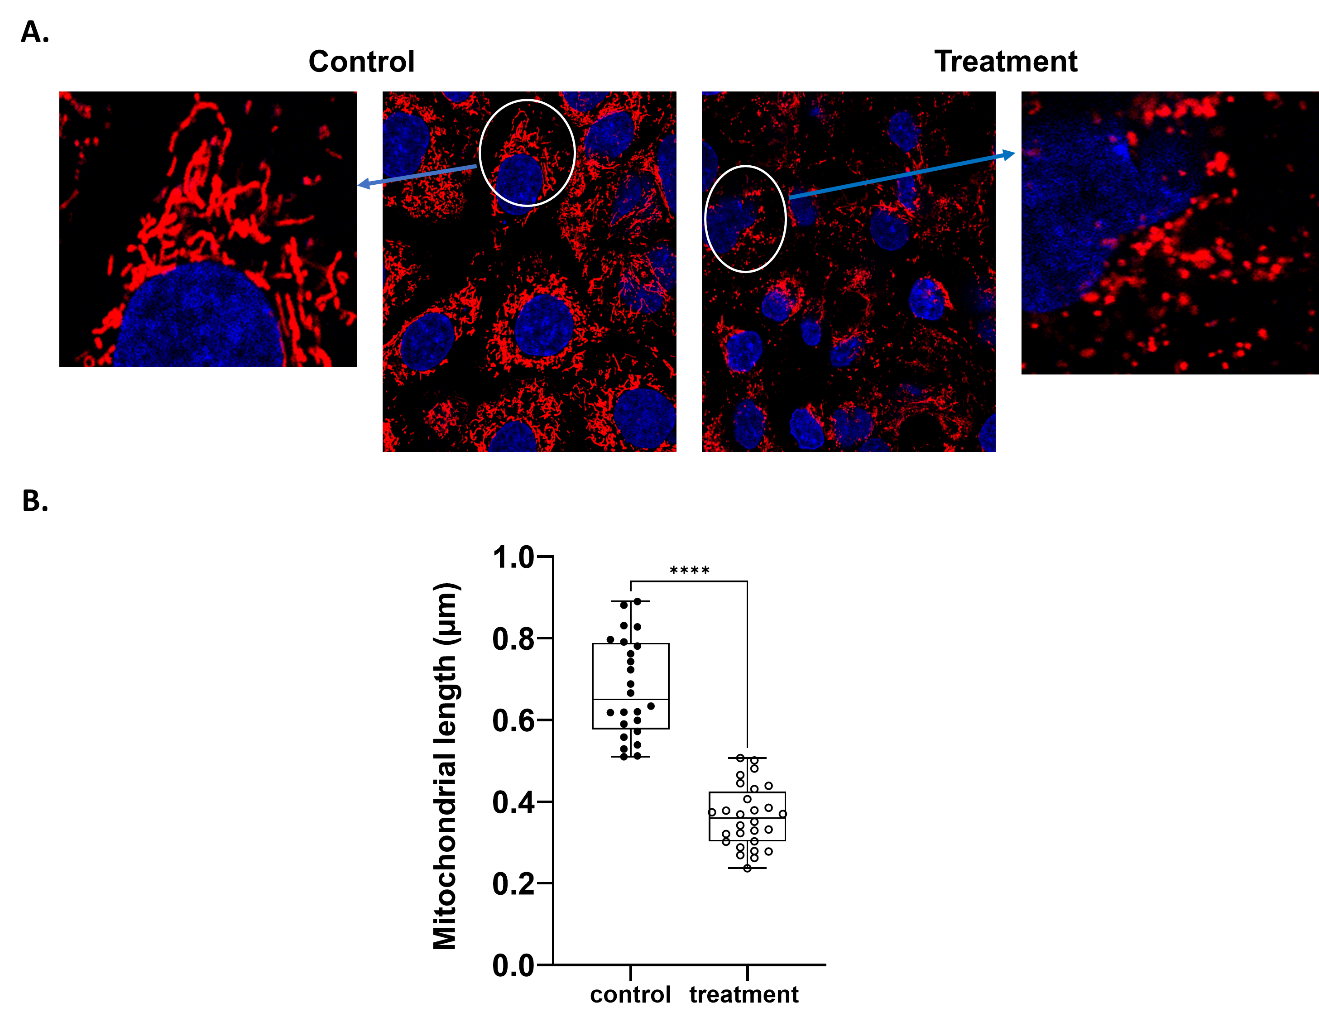 A.
Control
Treatment
B.
Mitochondrial length (µm)
1.0
0.8
0.6
0.4
0.2
0.0
****
control
treatment